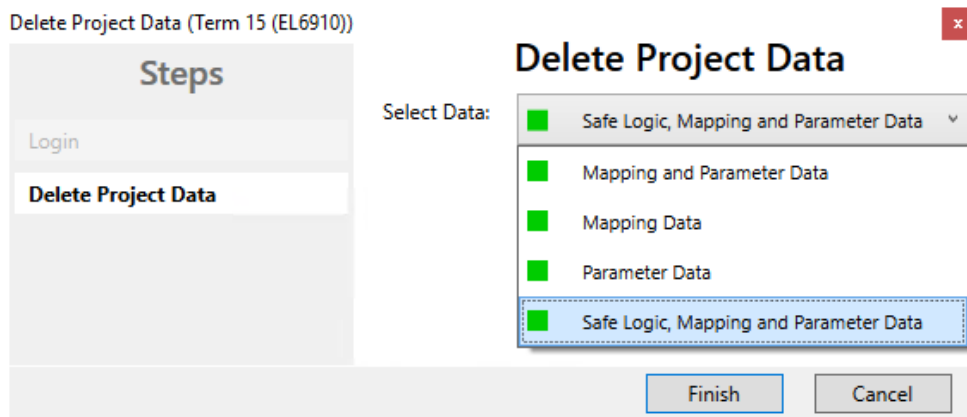 Delete Project Data (Term 15 (EL6910))
x
Steps
Login
Delete Project Data
Delete Project Data
Select Data:
Safe Logic, Mapping and Parameter Data
Mapping and Parameter Data
Mapping Data
Parameter Data
Safe Logic, Mapping and Parameter Data
Finish
Cancel